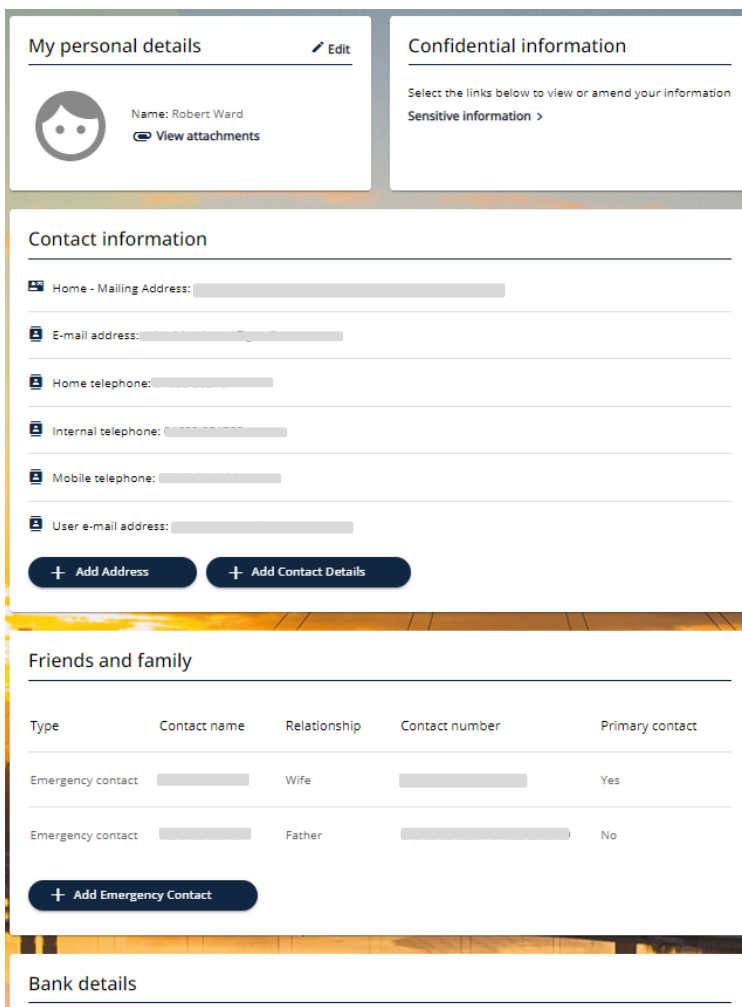 My personal details
Edit
Name: Robert Ward
View attachments
Confidential information
Select the links below to view or amend your information
Sensitive information >
Contact information
Home - Mailing Address:
E-mail address:
Home telephone:
Internal telephone:
Mobile telephone:
User e-mail address:
+ Add Address + Add Contact Details
Friends and family
Type Contact name Relationship Contact number Primary contact
Emergency contact Wife Yes
Emergency contact Father No
+ Add Emergency Contact
Bank details